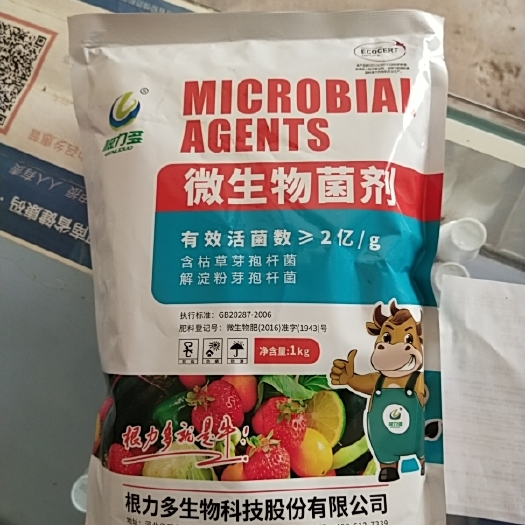 ECOCERT
MICROBIAL
AGENTS
根力多
微生物菌剂
有效活菌数≥2亿/g
含枯草芽孢杆菌
解淀粉芽孢杆菌
执行标准：GB20287-2006
肥料登记号：微生物肥(2016)准字(1943)号
净含量:1kg
根力多就是牛！
根力多生物科技股份有限公司